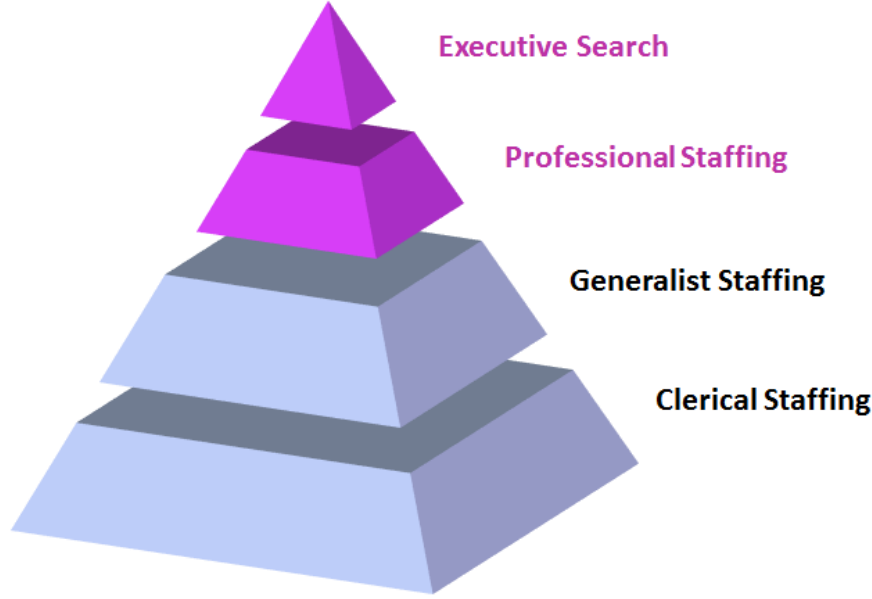 Executive Search
Professional Staffing
Generalist Staffing
Clerical Staffing